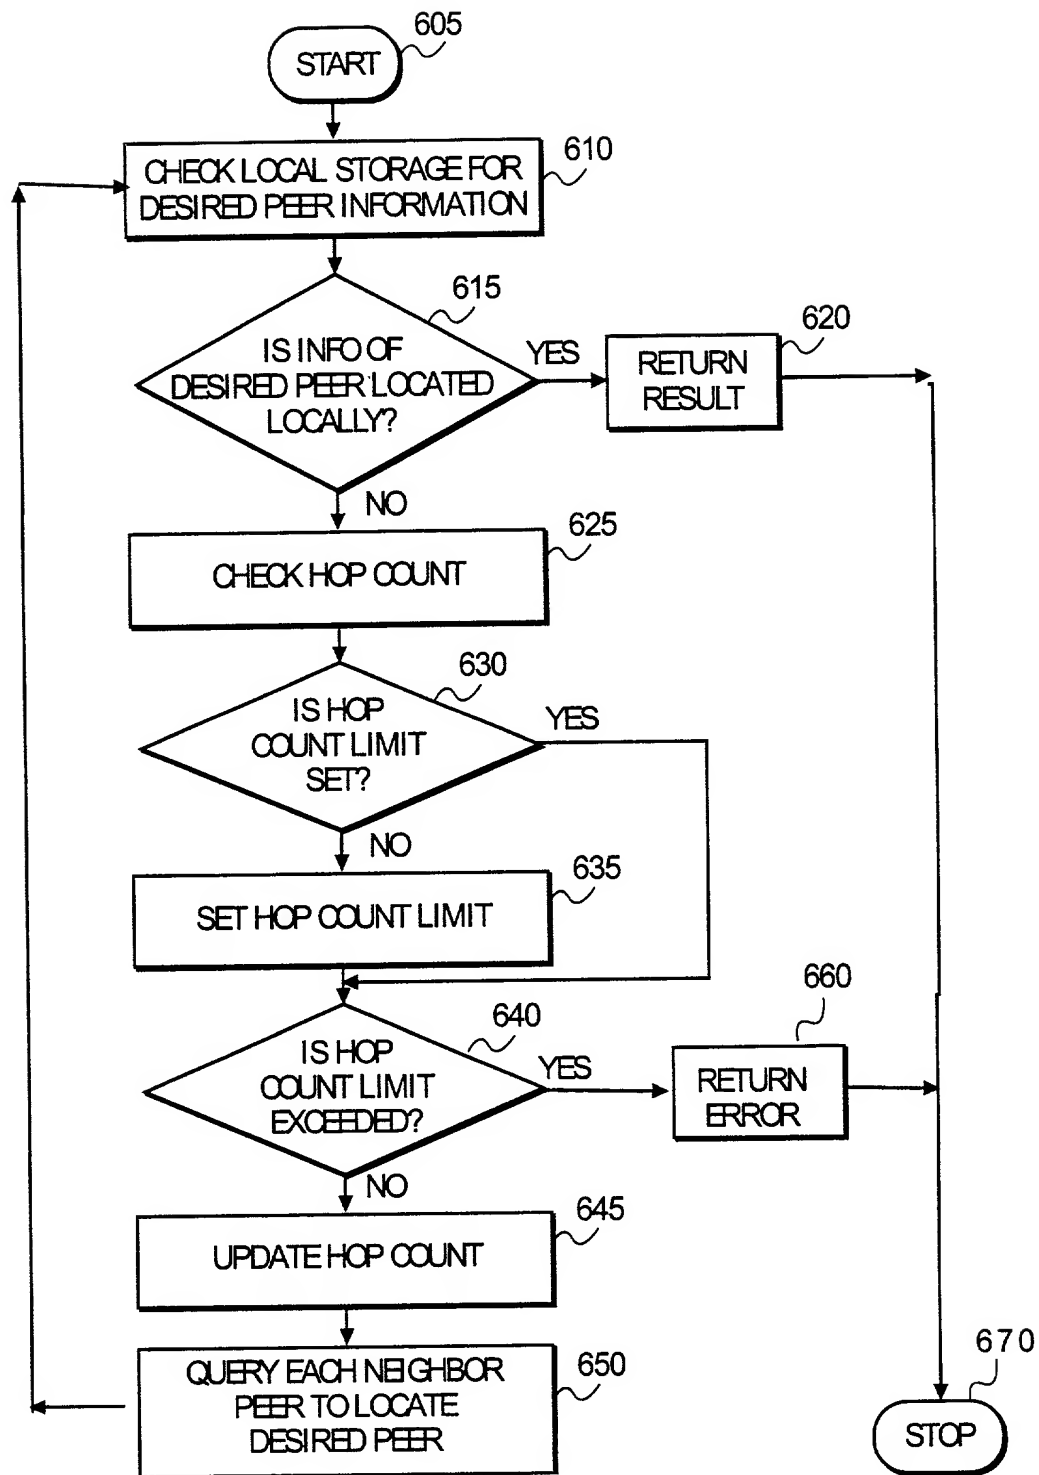 605
START
CHECK LOCAL STORAGE FOR
DESIRED PEER INFORMATION
610
615
IS INFO OF
DESIRED PEER LOCATED
LOCALLY?
YES
620
RETURN
RESULT
NO
625
CHECK HOP COUNT
630
IS HOP
COUNT LIMIT
SET?
YES
NO
635
SET HOP COUNT LIMIT
640
IS HOP
COUNT LIMIT
EXCEEDED?
YES
660
RETURN
ERROR
NO
645
UPDATE HOP COUNT
650
QUERY EACH NEIGHBOR
PEER TO LOCATE
DESIRED PEER
670
STOP